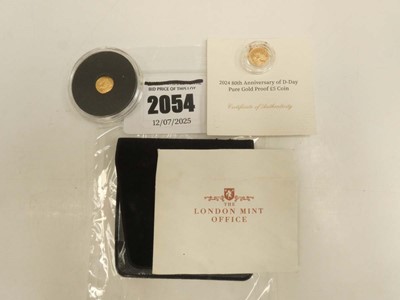 BID PRICE OF THIS LOT
2054
12/07/2025
2024 80th Anniversary of D-Day
Pure Gold Proof £5 Coin
Certificate of Authenticity
THE
LONDON MINT
OFFICE